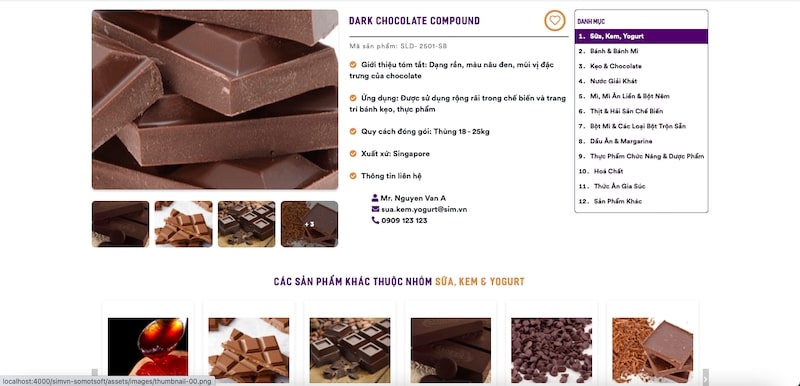 DARK CHOCOLATE COMPOUND
Mã sản phẩm: SLD- 2601-SB
Giới thiệu tóm tắt: Dạng rắn, màu nâu đen, mùi vị đặc
trưng của chocolate
Ứng dụng: Được sử dụng rộng rãi trong chế biến và trang
trí bánh kẹo, thực phẩm
Quy cách đóng gói: Thùng 18 - 25kg
Xuất xứ: Singapore
Thông tin liên hệ
Mr. Nguyen Van A
sua.kem.yogurt@sim.vn
0909 123 123
+ 3
DANH MỤC
1. Sữa, Kem, Yogurt
2. Bánh & Bánh Mì
3. Kẹo & Chocolate
4. Nước Giải Khát
5. Mì, Mì Ăn Liền & Bột Nêm
6. Thịt & Hải Sản Chế Biến
7. Bột Mì & Các Loại Bột Trộn Sẵn
8. Dầu Ăn & Margarine
9. Thực Phẩm Chức Năng & Dược Phẩm
10. Hoá Chất
11. Thức Ăn Gia Súc
12. Sản Phẩm Khác
CÁC SẢN PHẨM KHÁC THUỘC NHÓM SỮA, KEM & YOGURT
localhost:4000/simvn-somotsoft/assets/images/thumbnail-00.png